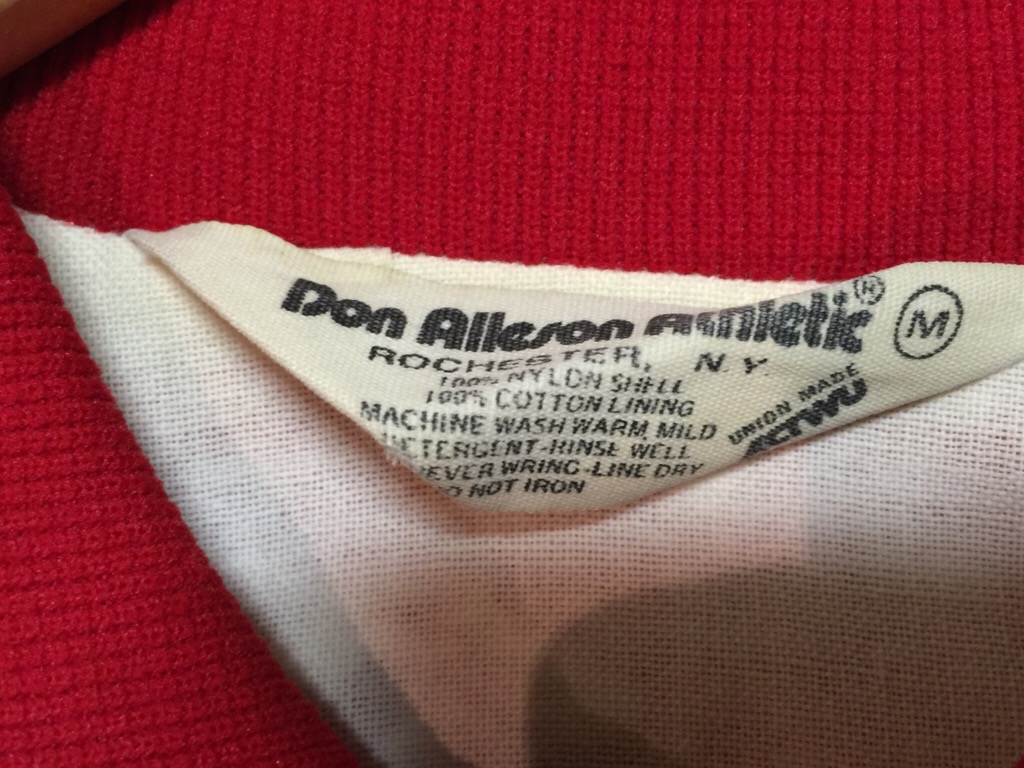 Don Alleson Athletic® M
ROCHESTER, N Y
100% NYLON SHELL
100% COTTON LINING
MACHINE WASH WARM, MILD
DETERGENT-RINSE WELL
NEVER WRING-LINE DRY
DO NOT IRON
UNION MADE
ACTWU